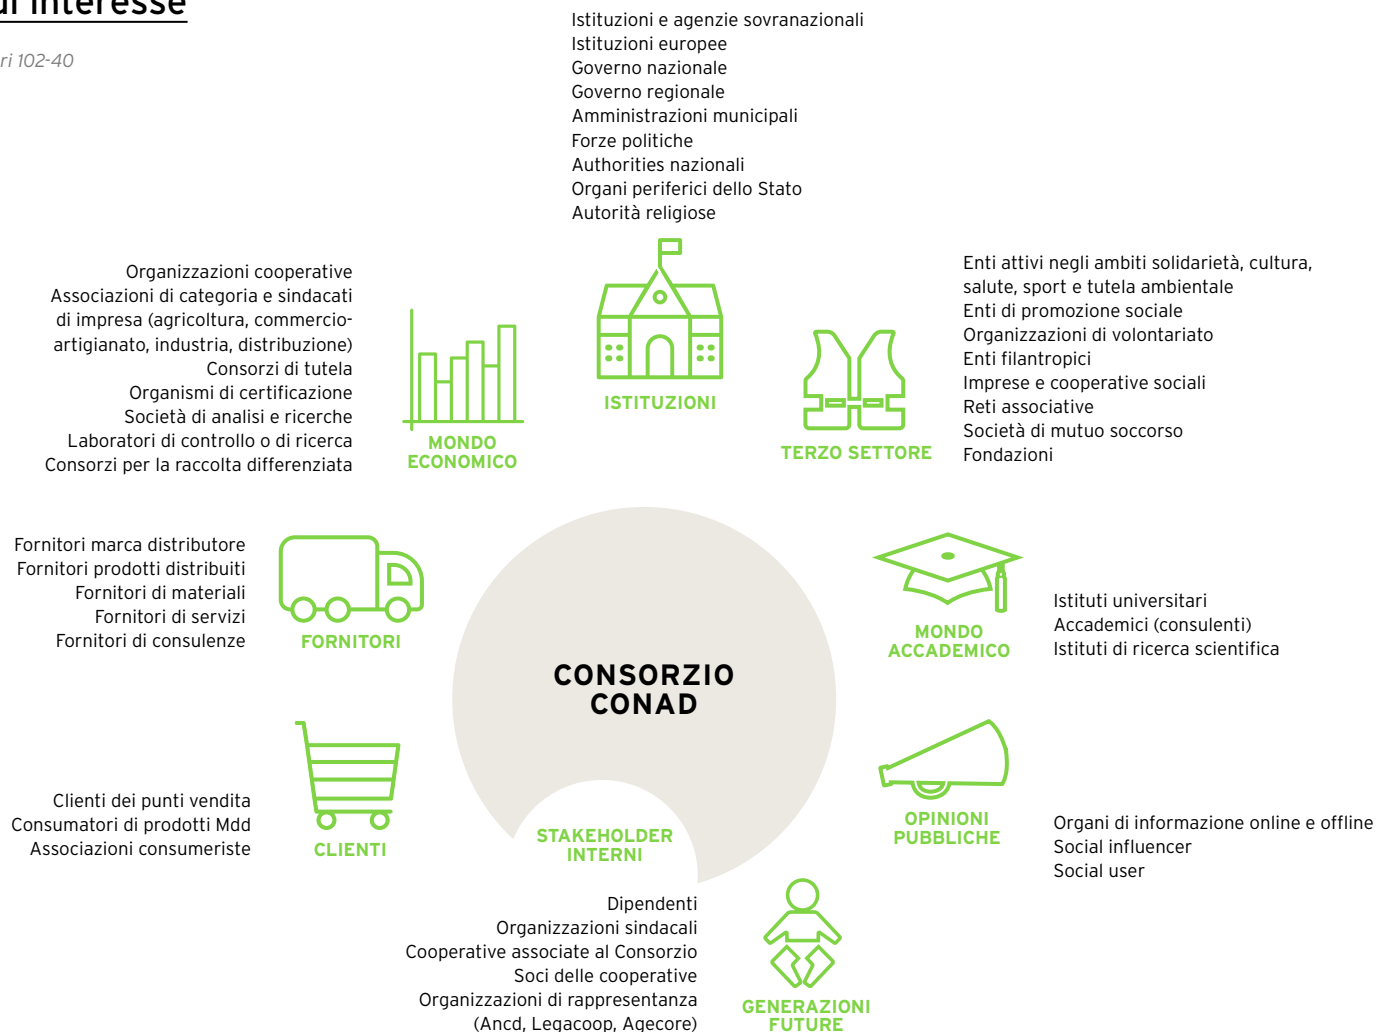 di interesse
ri 102-40
Istituzioni e agenzie sovranazionali
Istituzioni europee
Governo nazionale
Governo regionale
Amministrazioni municipali
Forze politiche
Authorities nazionali
Organi periferici dello Stato
Autorità religiose
ISTITUZIONI
Organizzazioni cooperative
Associazioni di categoria e sindacati
di impresa (agricoltura, commercio-
artigianato, industria, distribuzione)
Consorzi di tutela
Organismi di certificazione
Società di analisi e ricerche
Laboratori di controllo o di ricerca
Consorzi per la raccolta differenziata
MONDO
ECONOMICO
Enti attivi negli ambiti solidarietà, cultura,
salute, sport e tutela ambientale
Enti di promozione sociale
Organizzazioni di volontariato
Enti filantropici
Imprese e cooperative sociali
Reti associative
Società di mutuo soccorso
Fondazioni
TERZO SETTORE
Fornitori marca distributore
Fornitori prodotti distribuiti
Fornitori di materiali
Fornitori di servizi
Fornitori di consulenze
FORNITORI
CONSORZIO
CONAD
MONDO
ACCADEMICO
Istituti universitari
Accademici (consulenti)
Istituti di ricerca scientifica
Clienti dei punti vendita
Consumatori di prodotti Mdd
Associazioni consumeriste
CLIENTI
STAKEHOLDER
INTERNI
OPINIONI
PUBBLICHE
Organi di informazione online e offline
Social influencer
Social user
Dipendenti
Organizzazioni sindacali
Cooperative associate al Consorzio
Soci delle cooperative
Organizzazioni di rappresentanza
(Ancd, Legacoop, Agecore)
GENERAZIONI
FUTURE